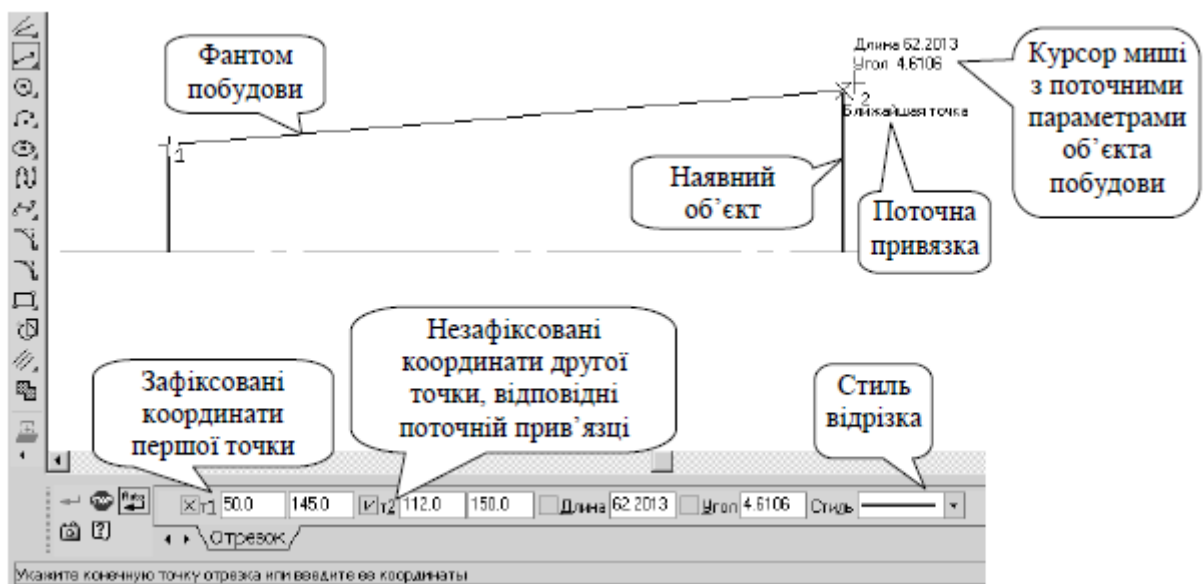 Фантом
побудови
Длина 62.2013
Угол 4.6106
Курсор миші
з поточними
параметрами
об’єкта
побудови
1
2
Ближайшая точка
Наявний
об’єкт
Поточна
привязка
Незафіксовані
координати другої
точки, відповідні
поточній прив’язці
Зафіксовані
координати
першої точки
Стиль
відрізка
т1 50.0 145.0 т2 112.0 150.0 Длина 62.2013 Угол 4.6106 Стиль
Отрезок
Укажите конечную точку отрезка или введите ее координаты